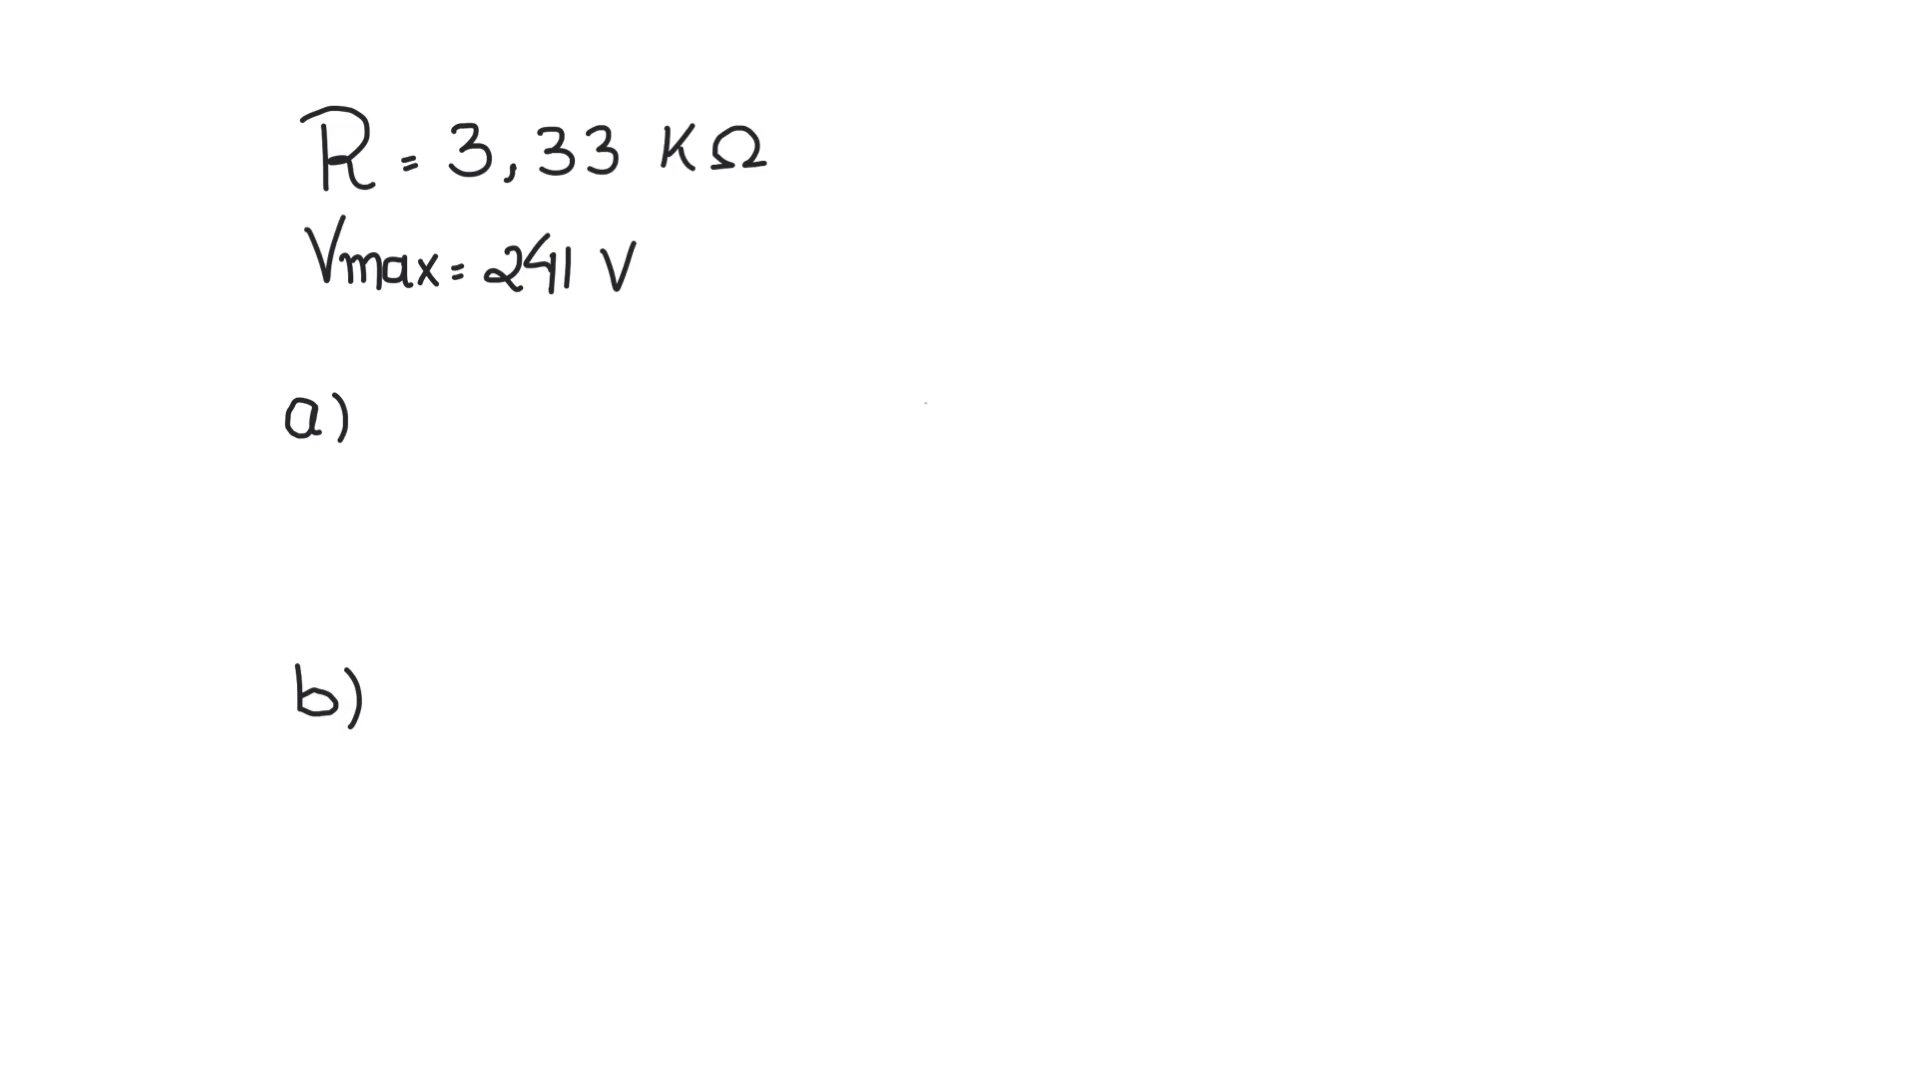 R = 3,33 KΩ
Vmax = 241 V
a)
b)